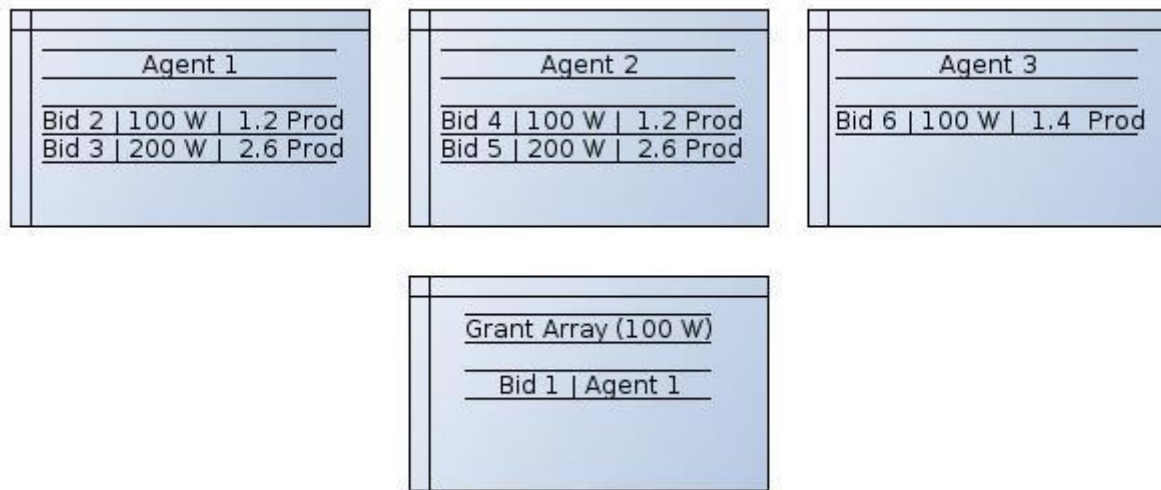 Agent 1
Bid 2 | 100 W | 1.2 Prod
Bid 3 | 200 W | 2.6 Prod
Agent 2
Bid 4 | 100 W | 1.2 Prod
Bid 5 | 200 W | 2.6 Prod
Agent 3
Bid 6 | 100 W | 1.4 Prod
Grant Array (100 W)
Bid 1 | Agent 1